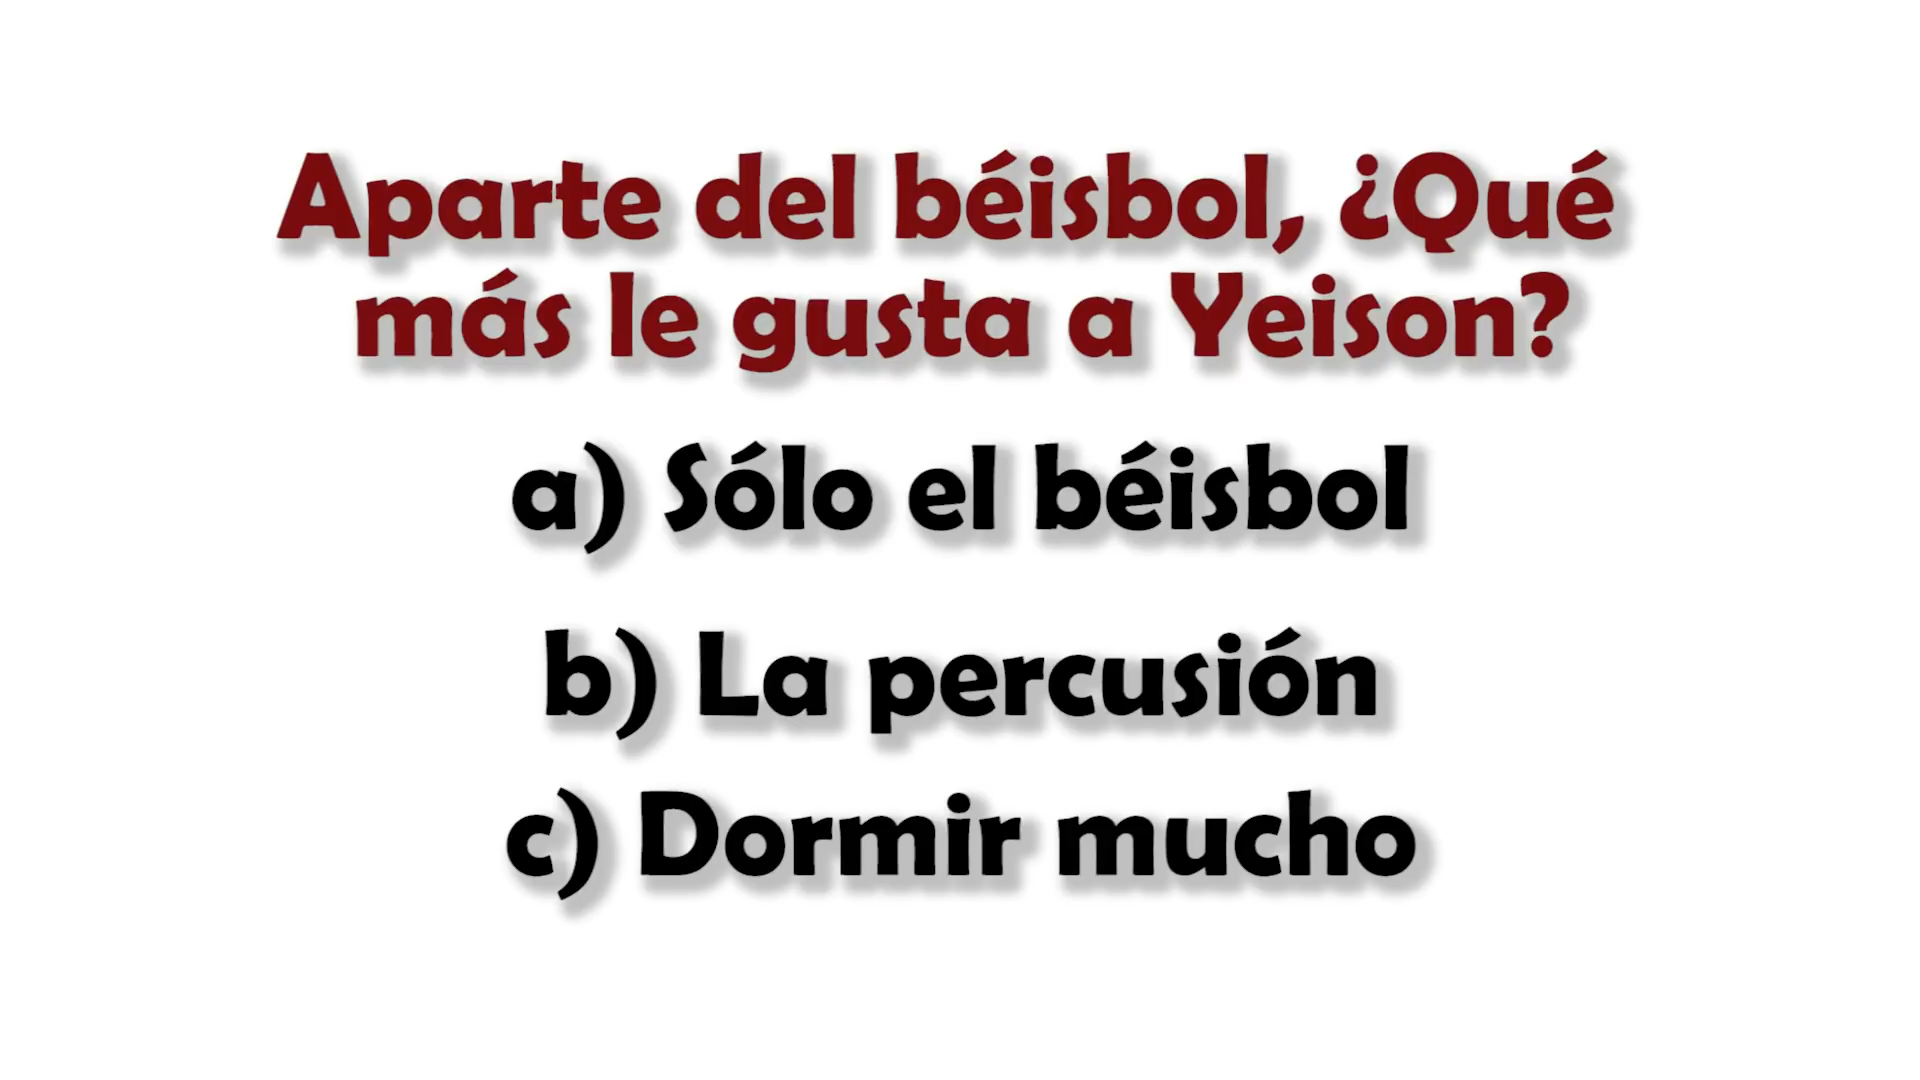 Aparte del béisbol, ¿Qué
más le gusta a Yeison?
a) Sólo el béisbol
b) La percusión
c) Dormir mucho